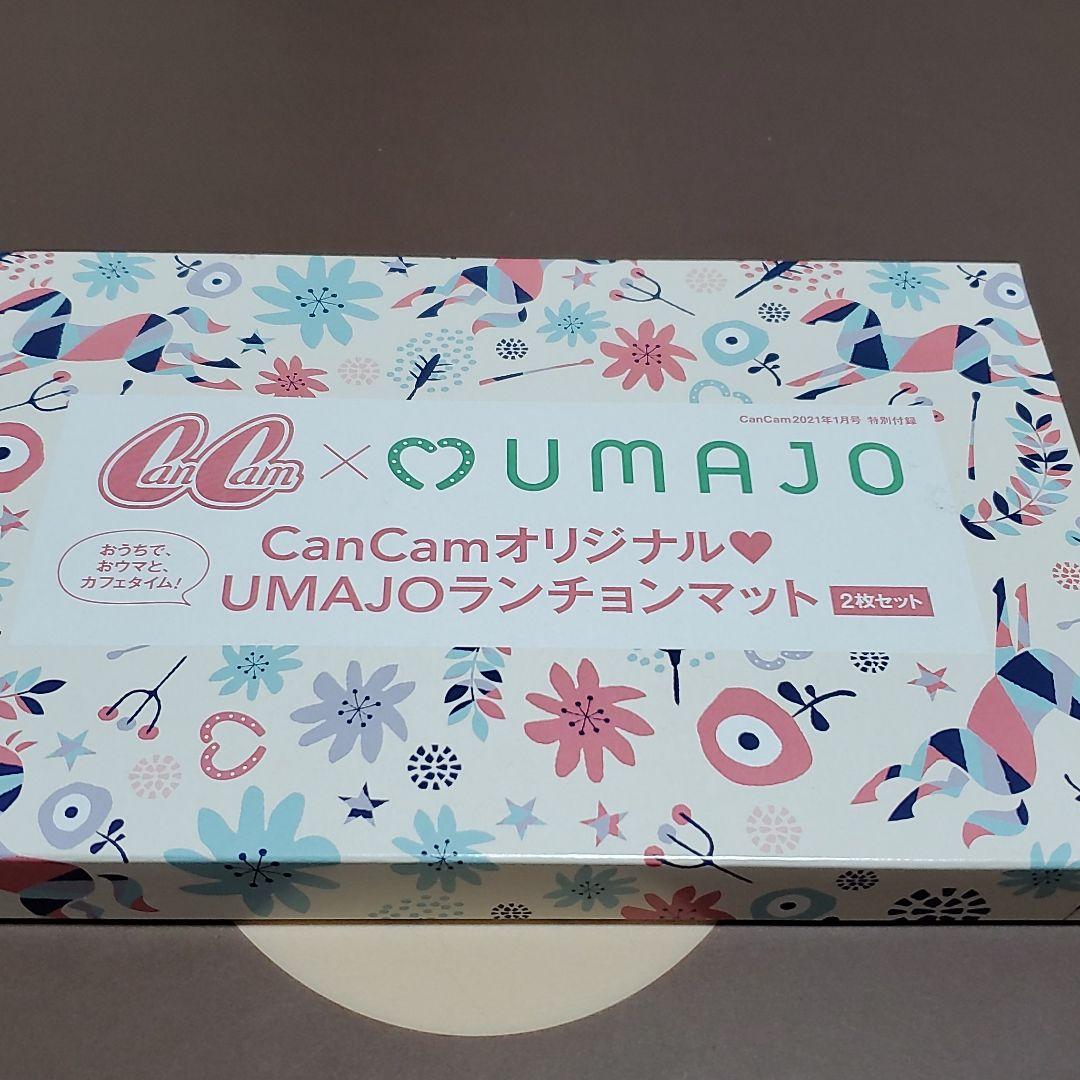 CanCam2021年1月号 特別付録
CanCam × UMAJO
おうちで、
おウマと、
カフェタイム!
CanCamオリジナル♥
UMAJOランチョンマット 2枚セット